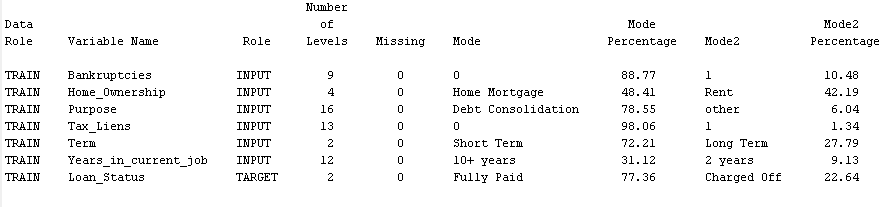 Number
Data of Mode Mode2
Role Variable Name Role Levels Missing Mode Percentage Mode2 Percentage
TRAIN Bankruptcies INPUT 9 0 0 88.77 1 10.48
TRAIN Home_Ownership INPUT 4 0 Home Mortgage 48.41 Rent 42.19
TRAIN Purpose INPUT 16 0 Debt Consolidation 78.55 other 6.04
TRAIN Tax_Liens INPUT 13 0 0 98.06 1 1.34
TRAIN Term INPUT 2 0 Short Term 72.21 Long Term 27.79
TRAIN Years_in_current_job INPUT 12 0 10+ years 31.12 2 years 9.13
TRAIN Loan_Status TARGET 2 0 Fully Paid 77.36 Charged Off 22.64